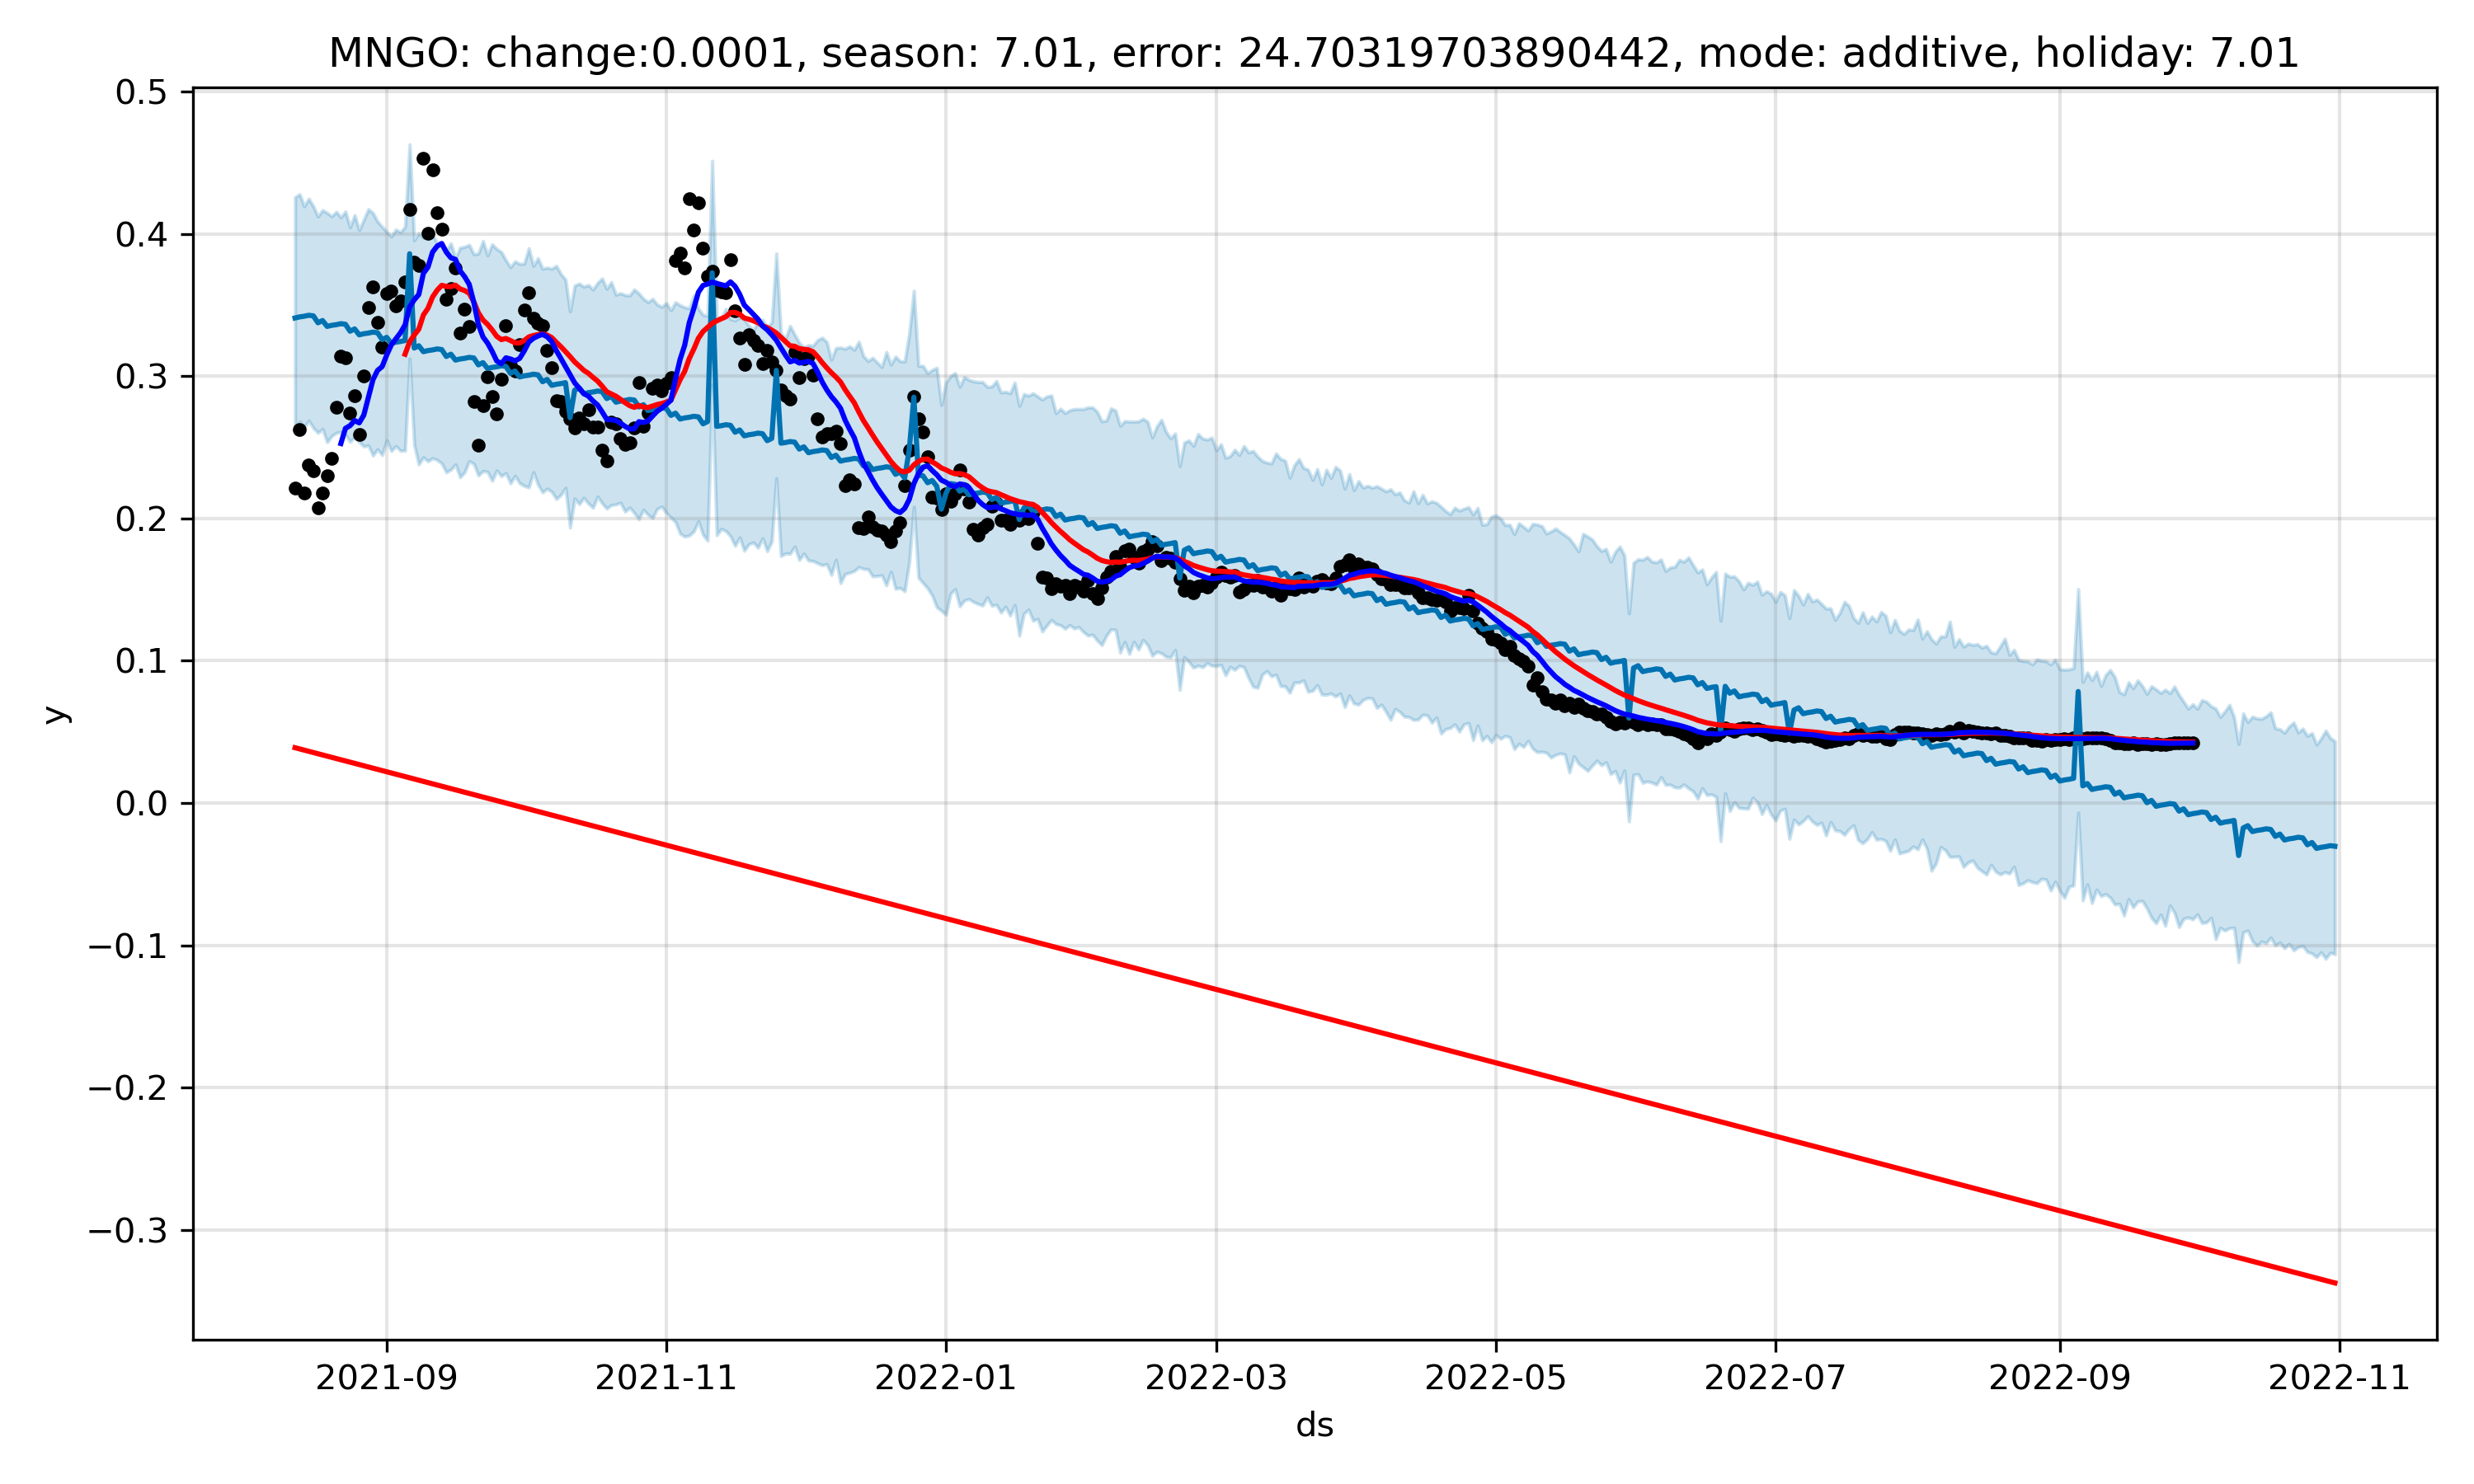 MNGO: change:0.0001, season: 7.01, error: 24.70319703890442, mode: additive, holiday: 7.01
0.5
0.4
0.3
0.2
0.1
0.0
−0.1
−0.2
−0.3
y
2021-09 2021-11 2022-01 2022-03 2022-05 2022-07 2022-09 2022-11
ds